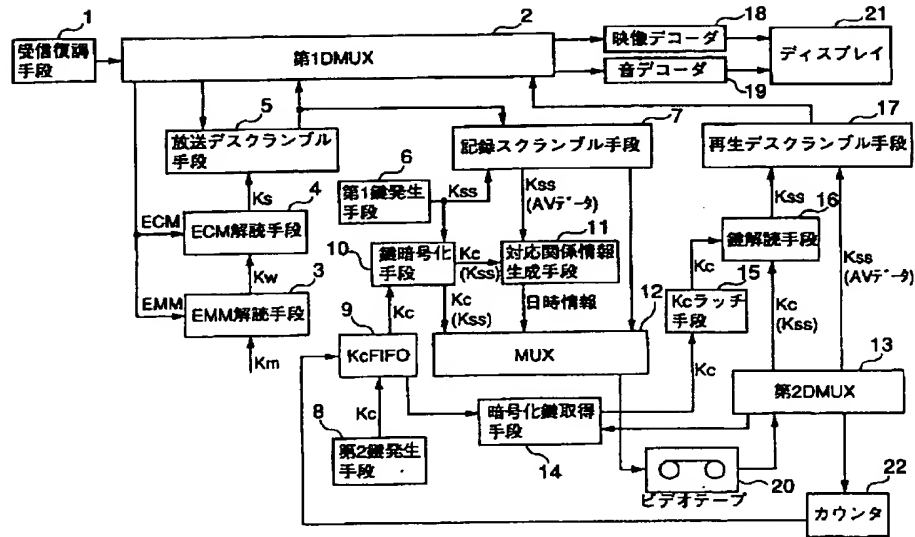 1
受信復調
手段
2
第1DMUX
18
映像デコーダ
21
ディスプレイ
音デコーダ
19
5
放送デスクランブル
手段
7
記録スクランブル手段
17
再生デスクランブル手段
6
第1鍵発生
手段
Kss
Ks
4
ECM
ECM解読手段
Kss
(AVデータ)
11
対応関係情報
生成手段
10
鍵暗号化
手段
Kc
(Kss)
Kss
16
鍵解読手段
Kss
(AVデータ)
Kw
3
EMM
EMM解読手段
Km
Kc
(Kss)
日時情報
12
MUX
Kc
15
Kcラッチ
手段
Kc
(Kss)
9
Kc
KcFIFO
Kc
8
第2鍵発生
手段
暗号化鍵取得
手段
14
Kc
13
第2DMUX
20
ビデオテープ
22
カウンタ